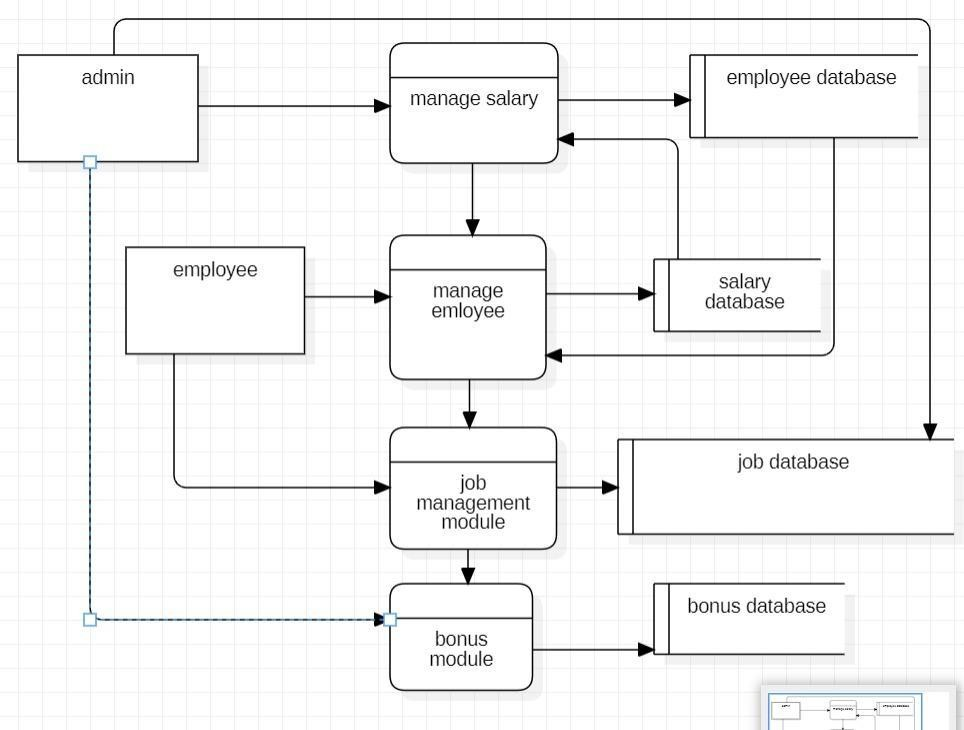 admin
manage salary
employee database
employee
manage
emloyee
salary
database
job
management
module
job database
bonus
module
bonus database